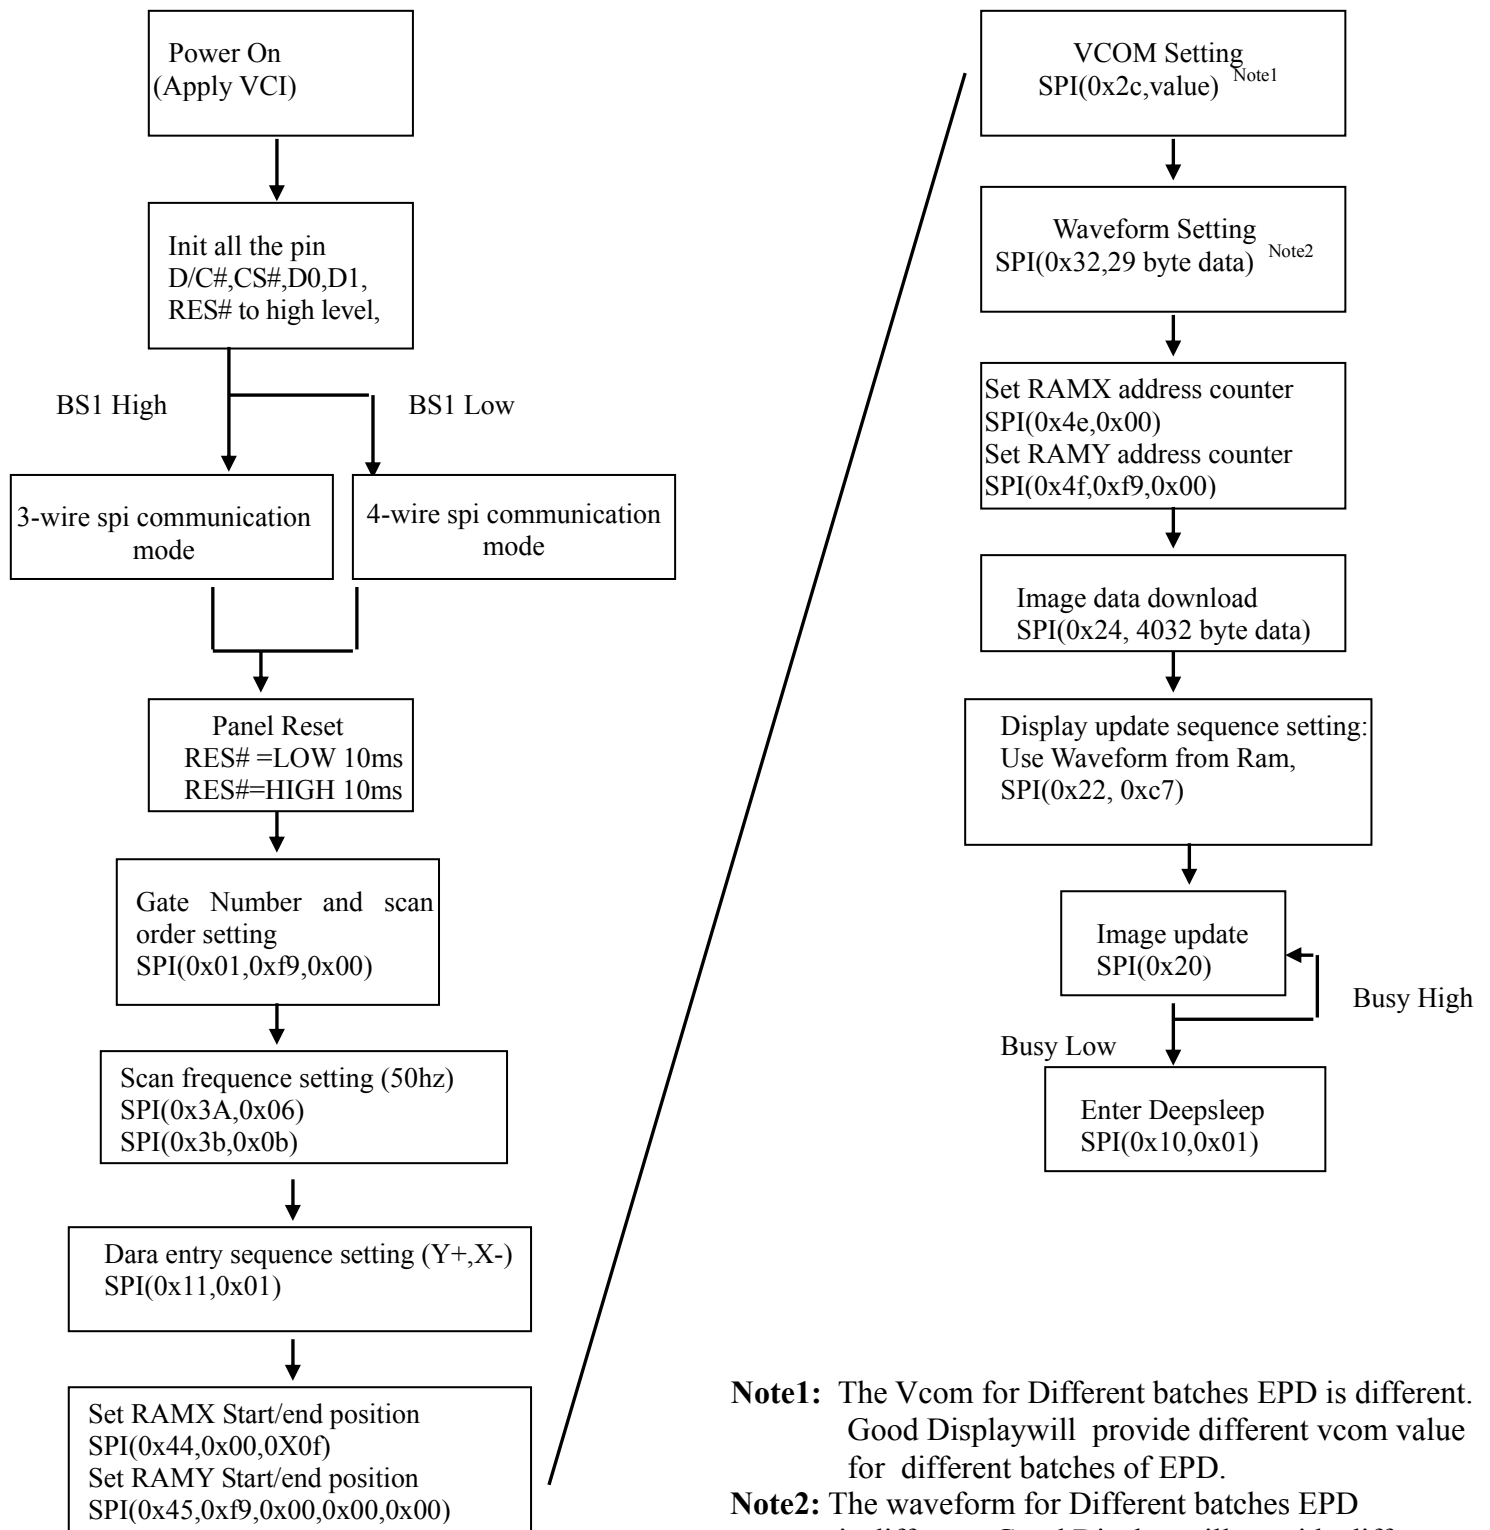 Power On
(Apply VCI)
Init all the pin
D/C#,CS#,D0,D1,
RES# to high level,
BS1 High
BS1 Low
3-wire spi communication
mode
4-wire spi communication
mode
Panel Reset
RES# =LOW 10ms
RES#=HIGH 10ms
Gate Number and scan
order setting
SPI(0x01,0xf9,0x00)
Scan frequence setting (50hz)
SPI(0x3A,0x06)
SPI(0x3b,0x0b)
Dara entry sequence setting (Y+,X-)
SPI(0x11,0x01)
Set RAMX Start/end position
SPI(0x44,0x00,0X0f)
Set RAMY Start/end position
SPI(0x45,0xf9,0x00,0x00,0x00)
VCOM Setting
SPI(0x2c,value) Note1
Waveform Setting
SPI(0x32,29 byte data) Note2
Set RAMX address counter
SPI(0x4e,0x00)
Set RAMY address counter
SPI(0x4f,0xf9,0x00)
Image data download
SPI(0x24, 4032 byte data)
Display update sequence setting:
Use Waveform from Ram,
SPI(0x22, 0xc7)
Image update
SPI(0x20)
Busy High
Busy Low
Enter Deepsleep
SPI(0x10,0x01)
Note1: The Vcom for Different batches EPD is different.
Good Displaywill provide different vcom value
for different batches of EPD.
Note2: The waveform for Different batches EPD